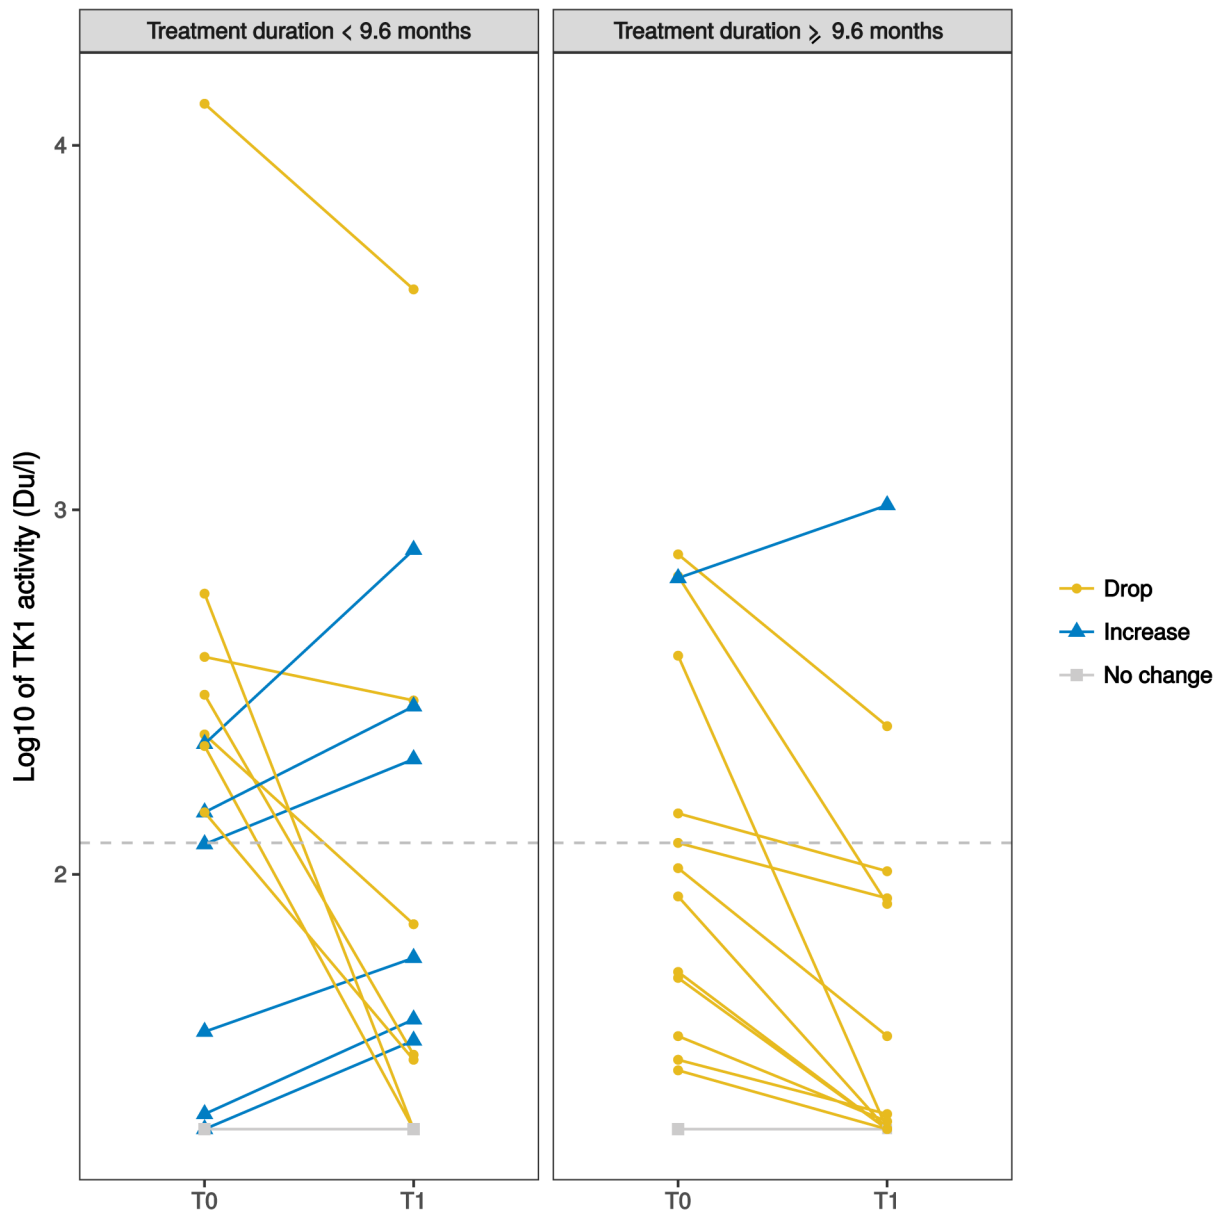 Treatment duration < 9.6 months
Treatment duration ⩾ 9.6 months
Log10 of TK1 activity (Du/l)
4
3
2
T0
T1
T0
T1
Drop
Increase
No change